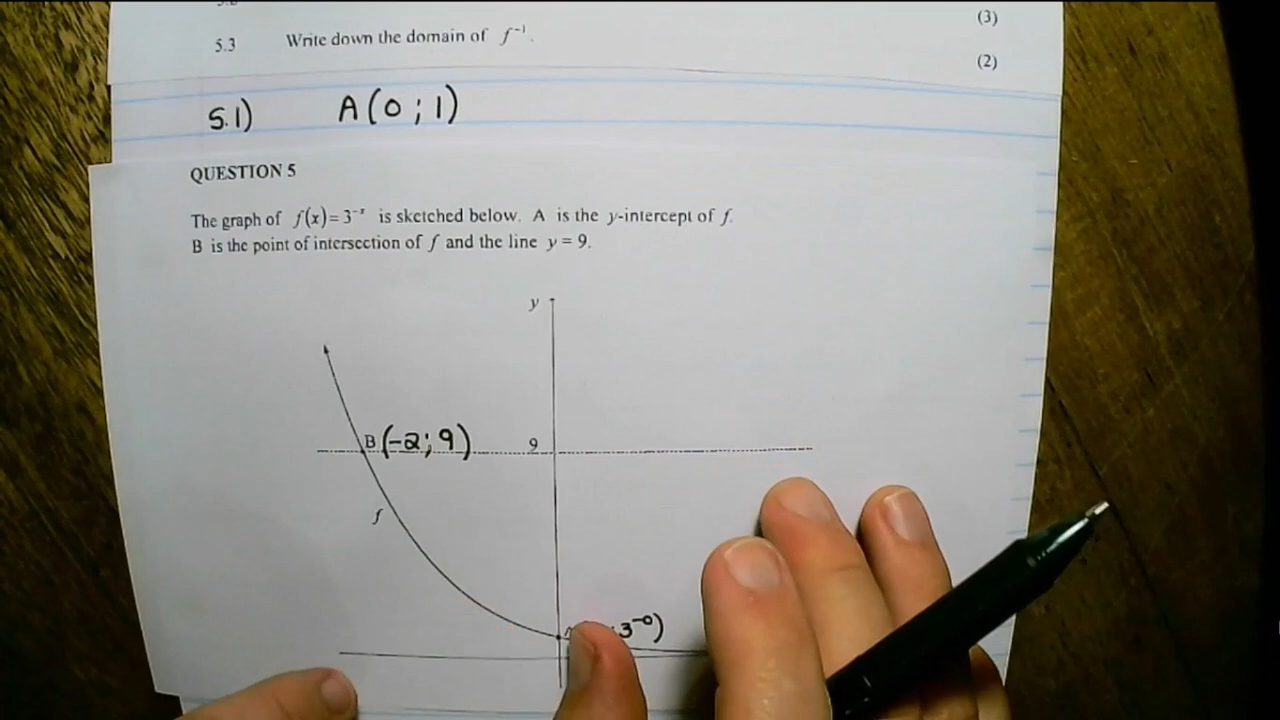 (3)
5.3 Write down the domain of f⁻¹.
(2)
5.1) A(0 ; 1)
QUESTION 5
The graph of f(x) = 3⁻ˣ is sketched below. A is the y-intercept of f.
B is the point of intersection of f and the line y = 9.
y
B (-2 ; 9) 9
f
3⁻⁰)